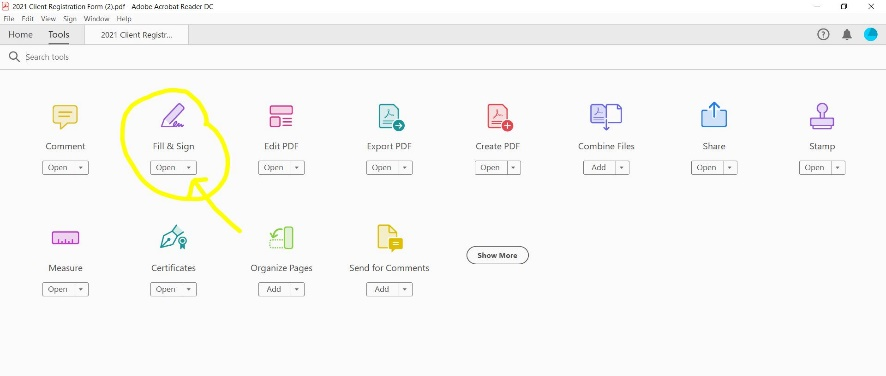 2021 Client Registration Form (2).pdf - Adobe Acrobat Reader DC
File Edit View Sign Window Help
Home Tools 2021 Client Registr...
Search tools
Comment Fill & Sign Edit PDF Export PDF Create PDF Combine Files Share Stamp
Open Open Open Open Open Add Open Open
Measure Certificates Organize Pages Send for Comments Show More
Open Open Add Add